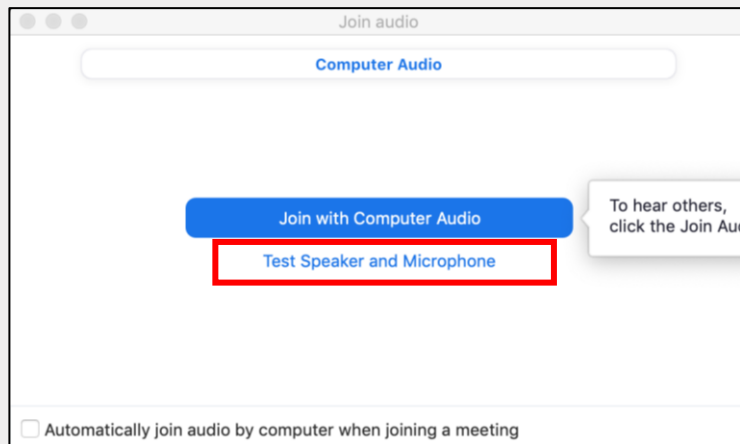 Join audio
Computer Audio
Join with Computer Audio
To hear others,
click the Join Au
Test Speaker and Microphone
Automatically join audio by computer when joining a meeting